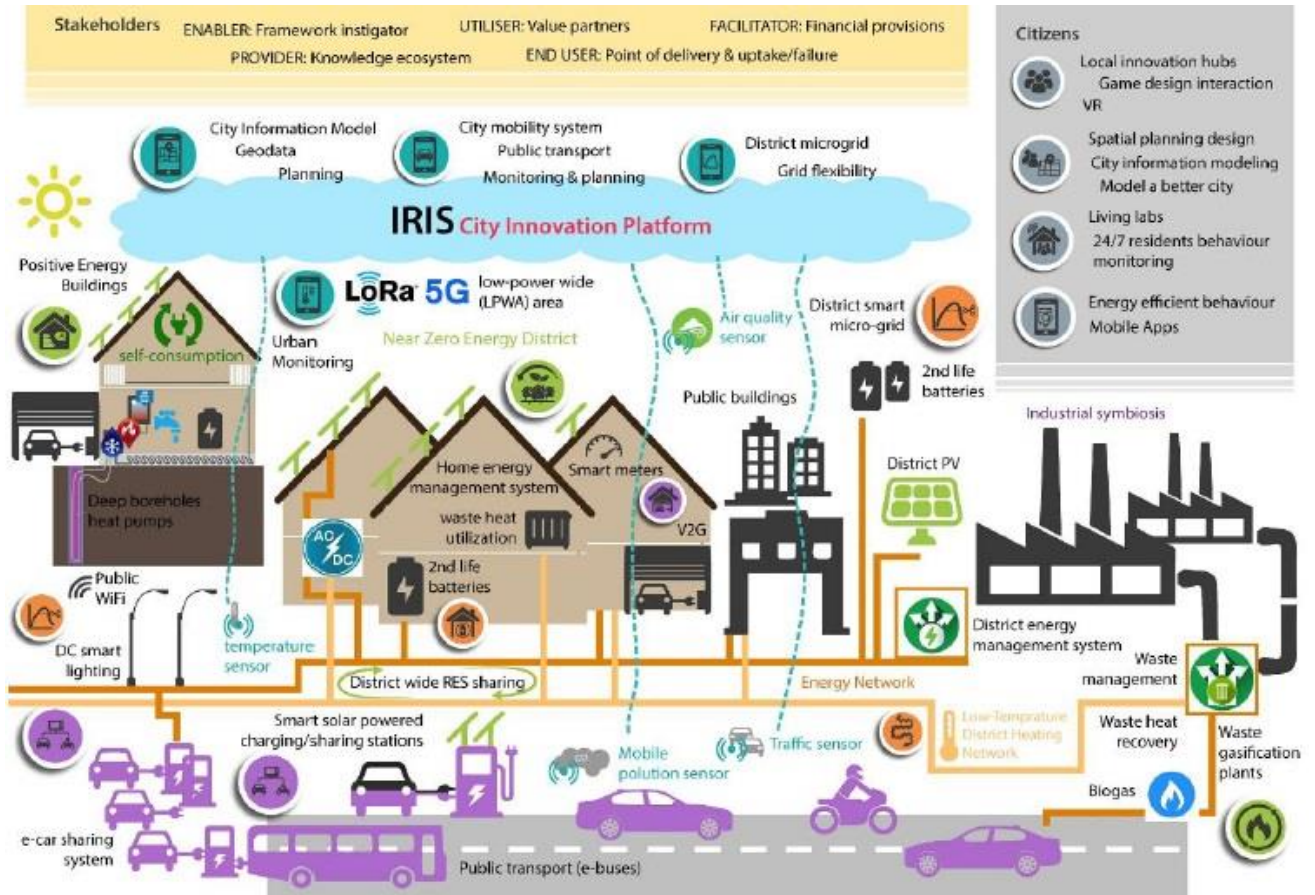 Stakeholders
ENABLER: Framework instigator
UTILISER: Value partners
FACILITATOR: Financial provisions
PROVIDER: Knowledge ecosystem
END USER: Point of delivery & uptake/failure
Citizens
Local innovation hubs
Game design interaction
VR
Spatial planning design
City information modeling
Model a better city
Living labs
24/7 residents behaviour
monitoring
Energy efficient behaviour
Mobile Apps
City Information Model
Geodata
Planning
City mobility system
Public transport
Monitoring & planning
District microgrid
Grid flexibility
IRIS City Innovation Platform
Positive Energy
Buildings
self-consumption
Urban
Monitoring
LoRa 5G low-power wide
(LPWA) area
Near Zero Energy District
Air quality
sensor
District smart
micro-grid
2nd life
batteries
Public buildings
Industrial symbiosis
District PV
Deep boreholes
heat pumps
Home energy
management system
Smart meters
waste heat
utilization
V2G
AC
DC
2nd life
batteries
Public
WiFi
DC smart
lighting
temperature
sensor
District energy
management system
Waste
management
District wide RES sharing
Energy Network
Smart solar powered
charging/sharing stations
Mobile
polution sensor
Traffic sensor
Low-Temprature
District Heating
Network
Waste heat
recovery
Waste
gasification
plants
Biogas
e-car sharing
system
Public transport (e-buses)